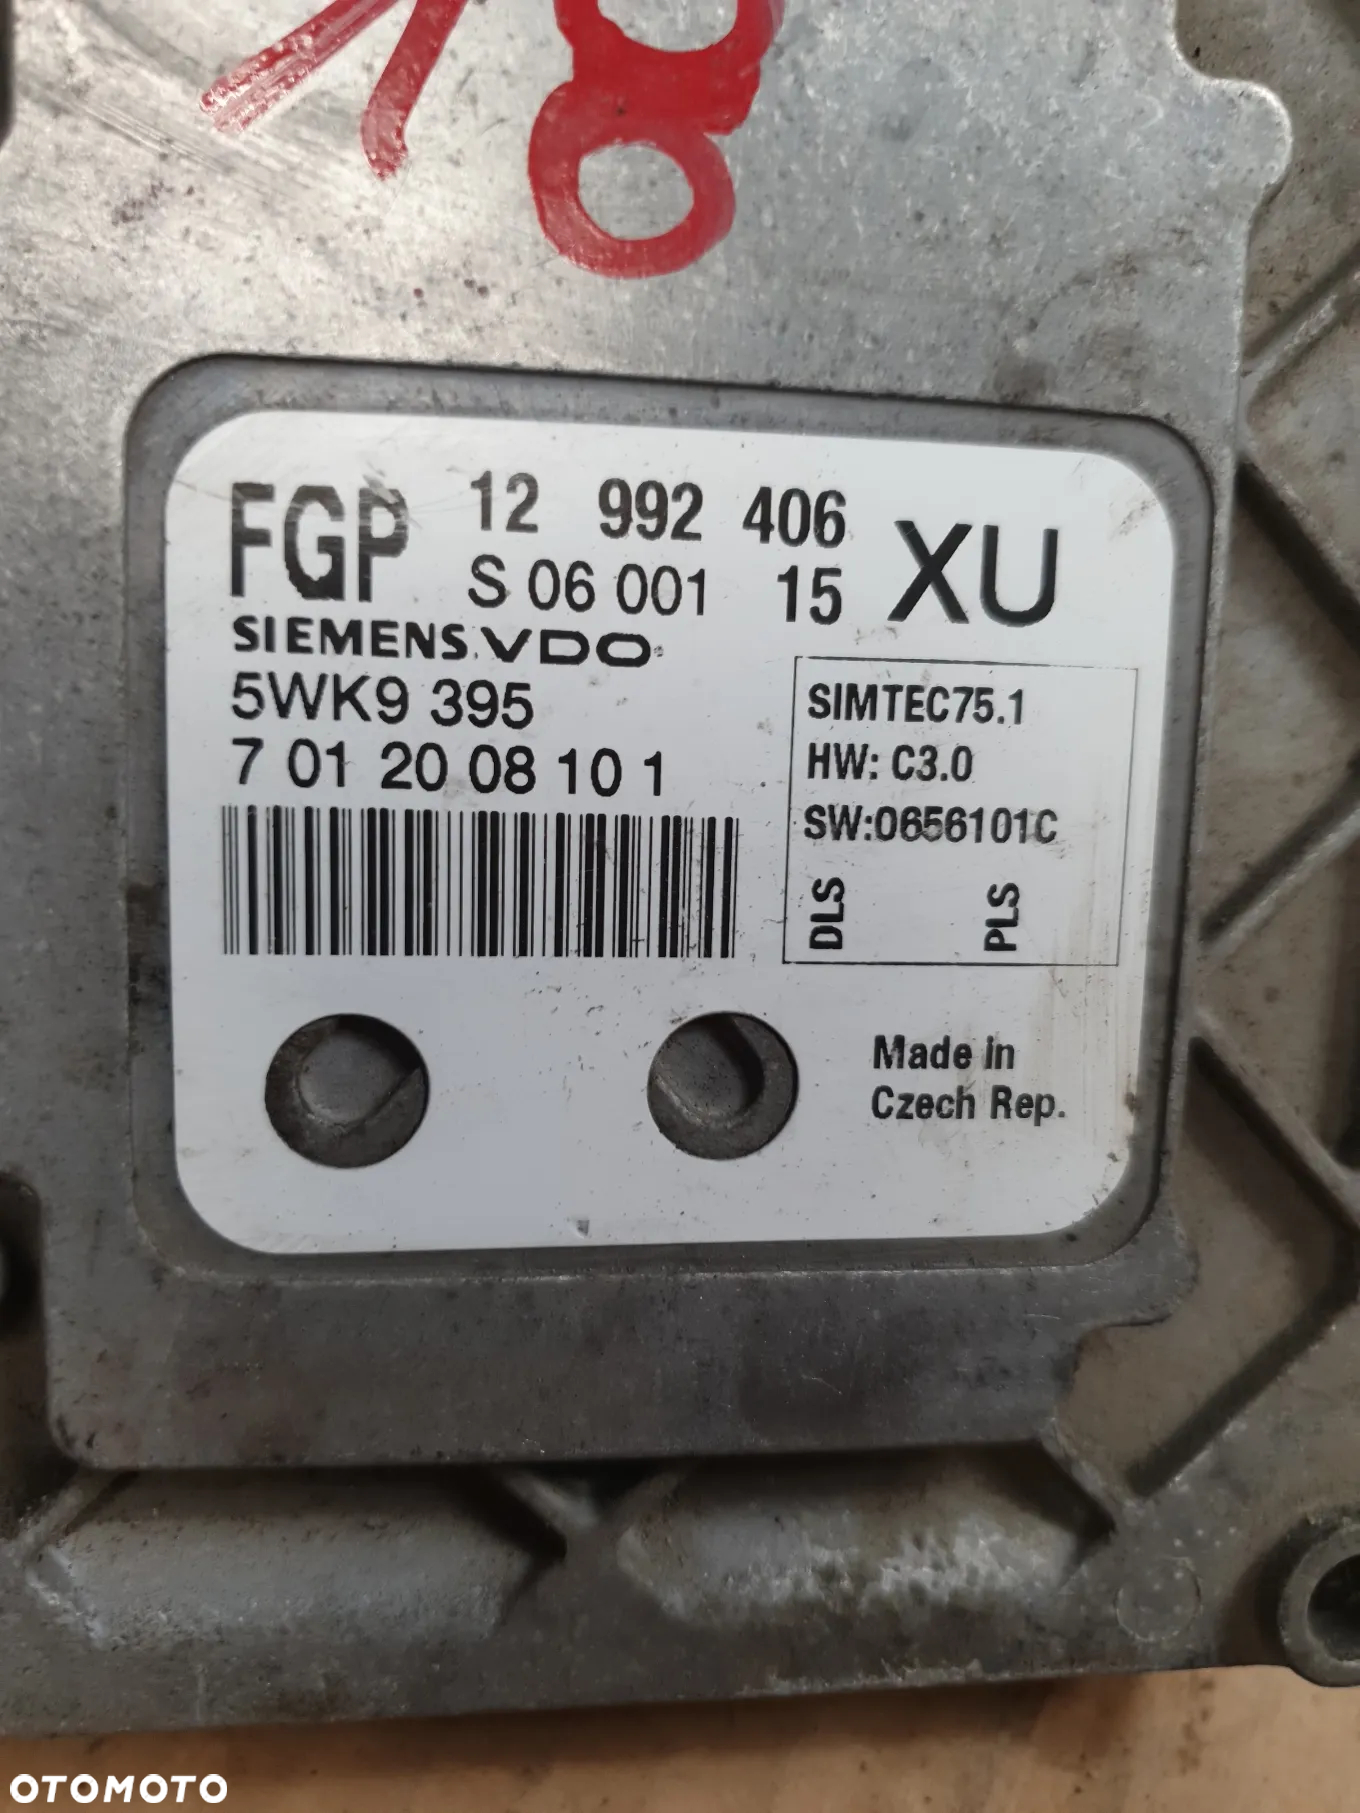 FGP 12 992 406 XU
S 06 001 15
SIEMENS VDO
5WK9 395
7 01 20 08 10 1
SIMTEC75.1
HW: C3.0
SW:0656101C
DLS PLS
Made in
Czech Rep.
OTOMOTO